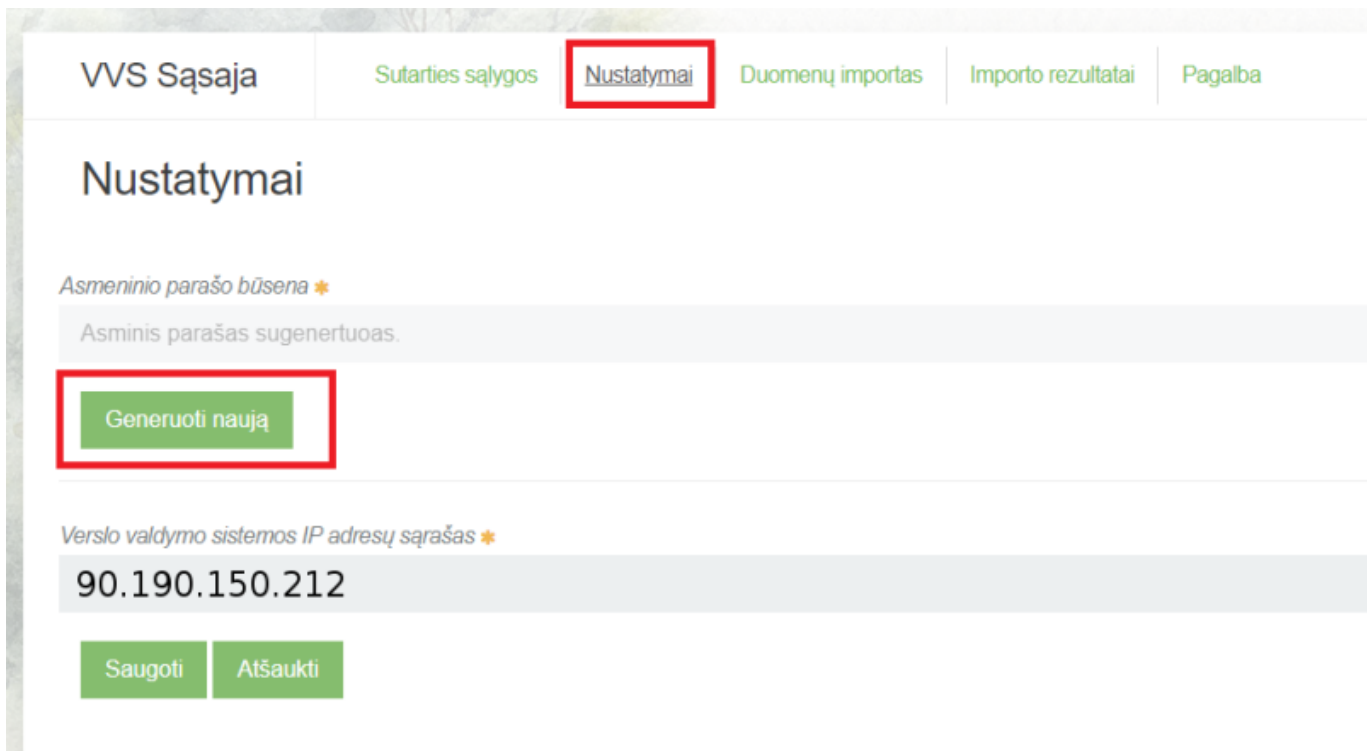 VVS Sąsaja Sutarties sąlygos Nustatymai Duomenų importas Importo rezultatai Pagalba
Nustatymai
Asmeninio parašo būsena *
Asminis parašas sugenertuoas.
Generuoti naują
Verslo valdymo sistemos IP adresų sąrašas *
90.190.150.212
Saugoti Atšaukti